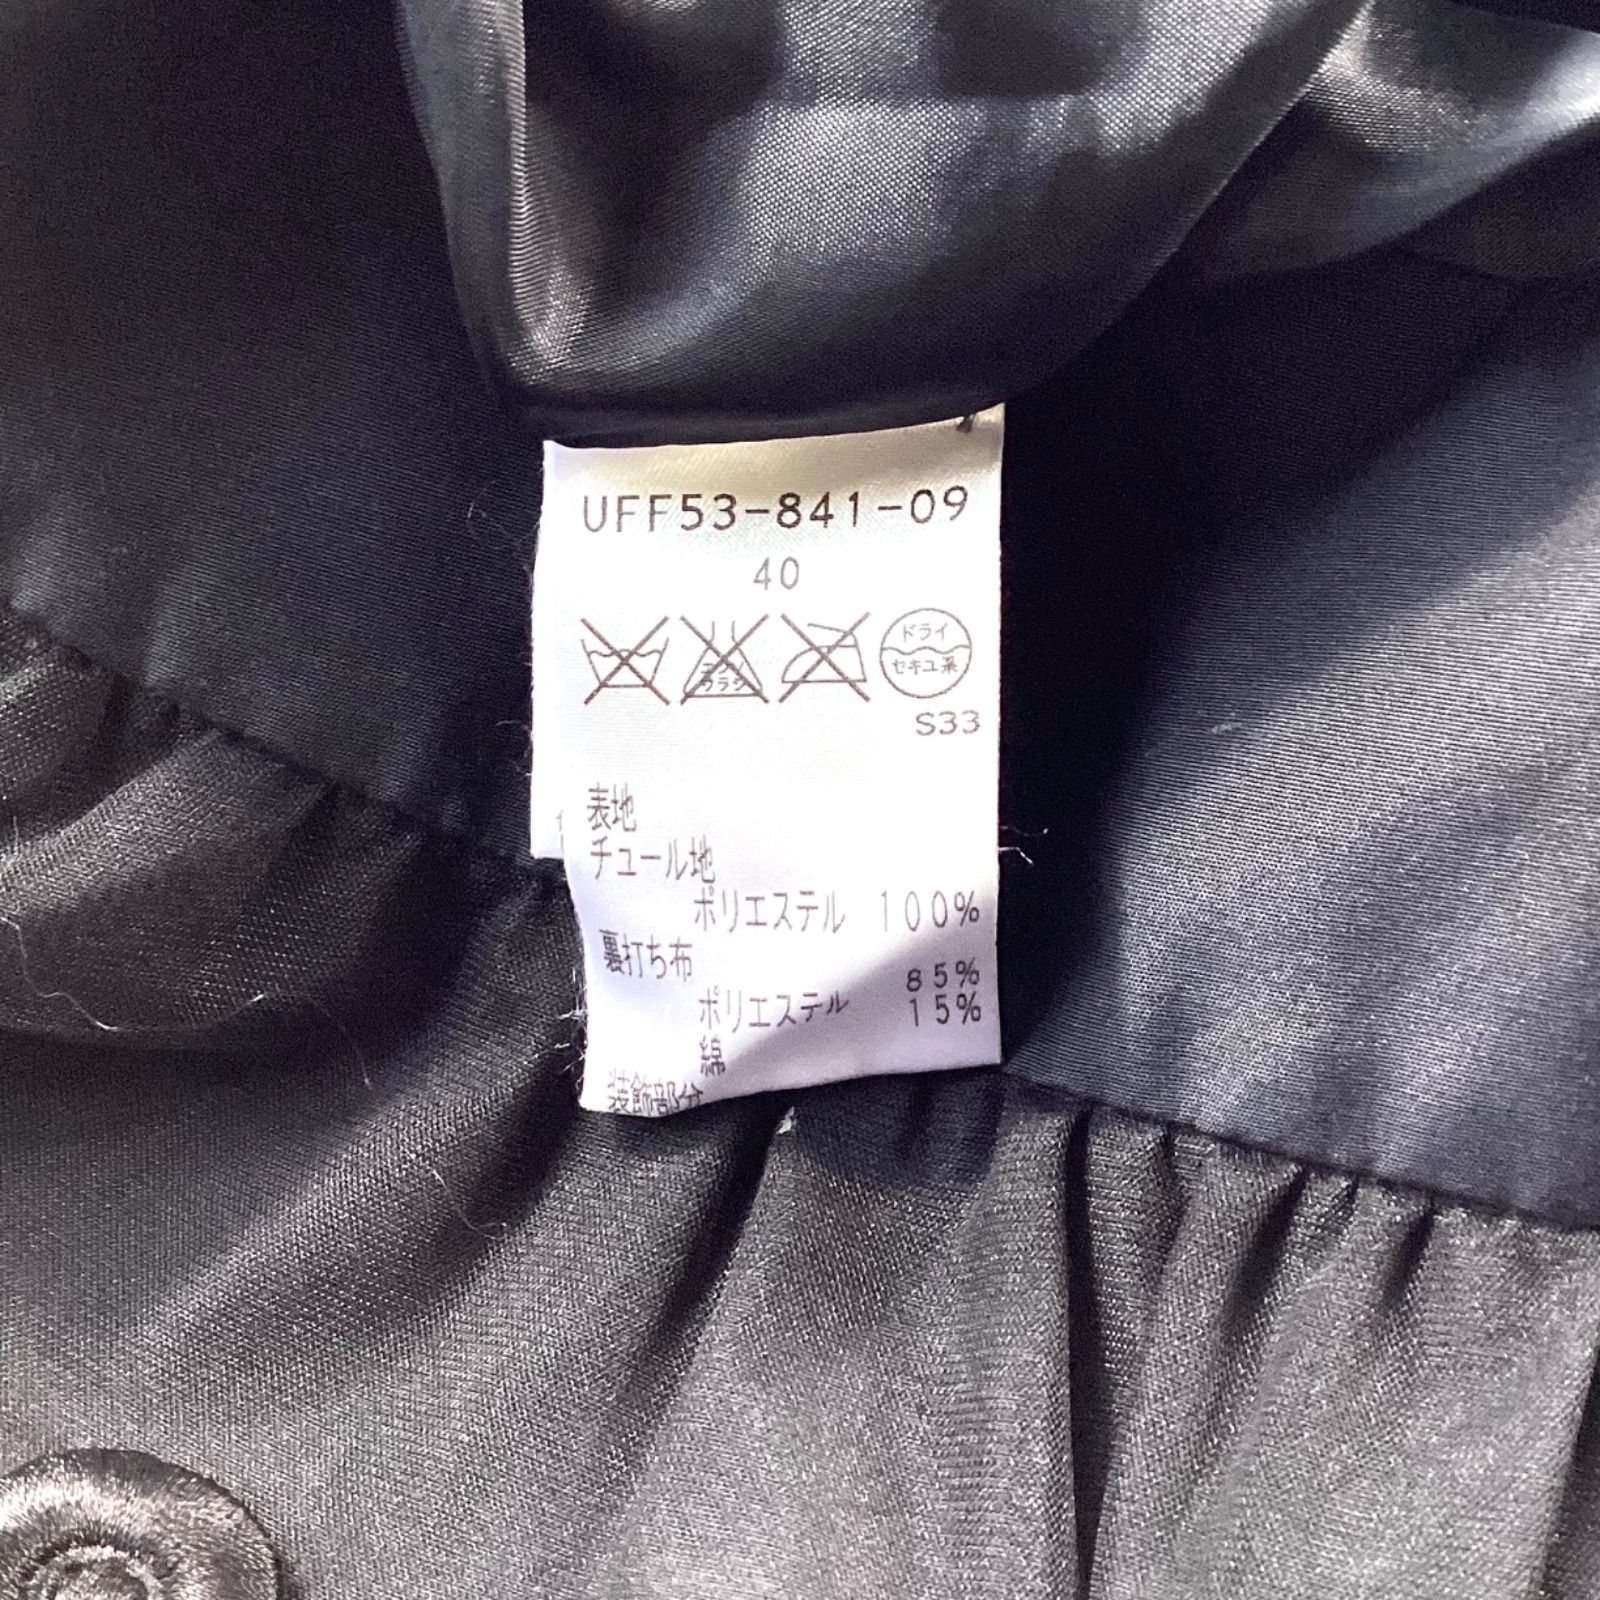 UFF53-841-09
40
ドライ
セキユ系
S33
表地
チュール地
ポリエステル 100%
裏打ち布
ポリエステル 85%
綿 15%
装飾部分